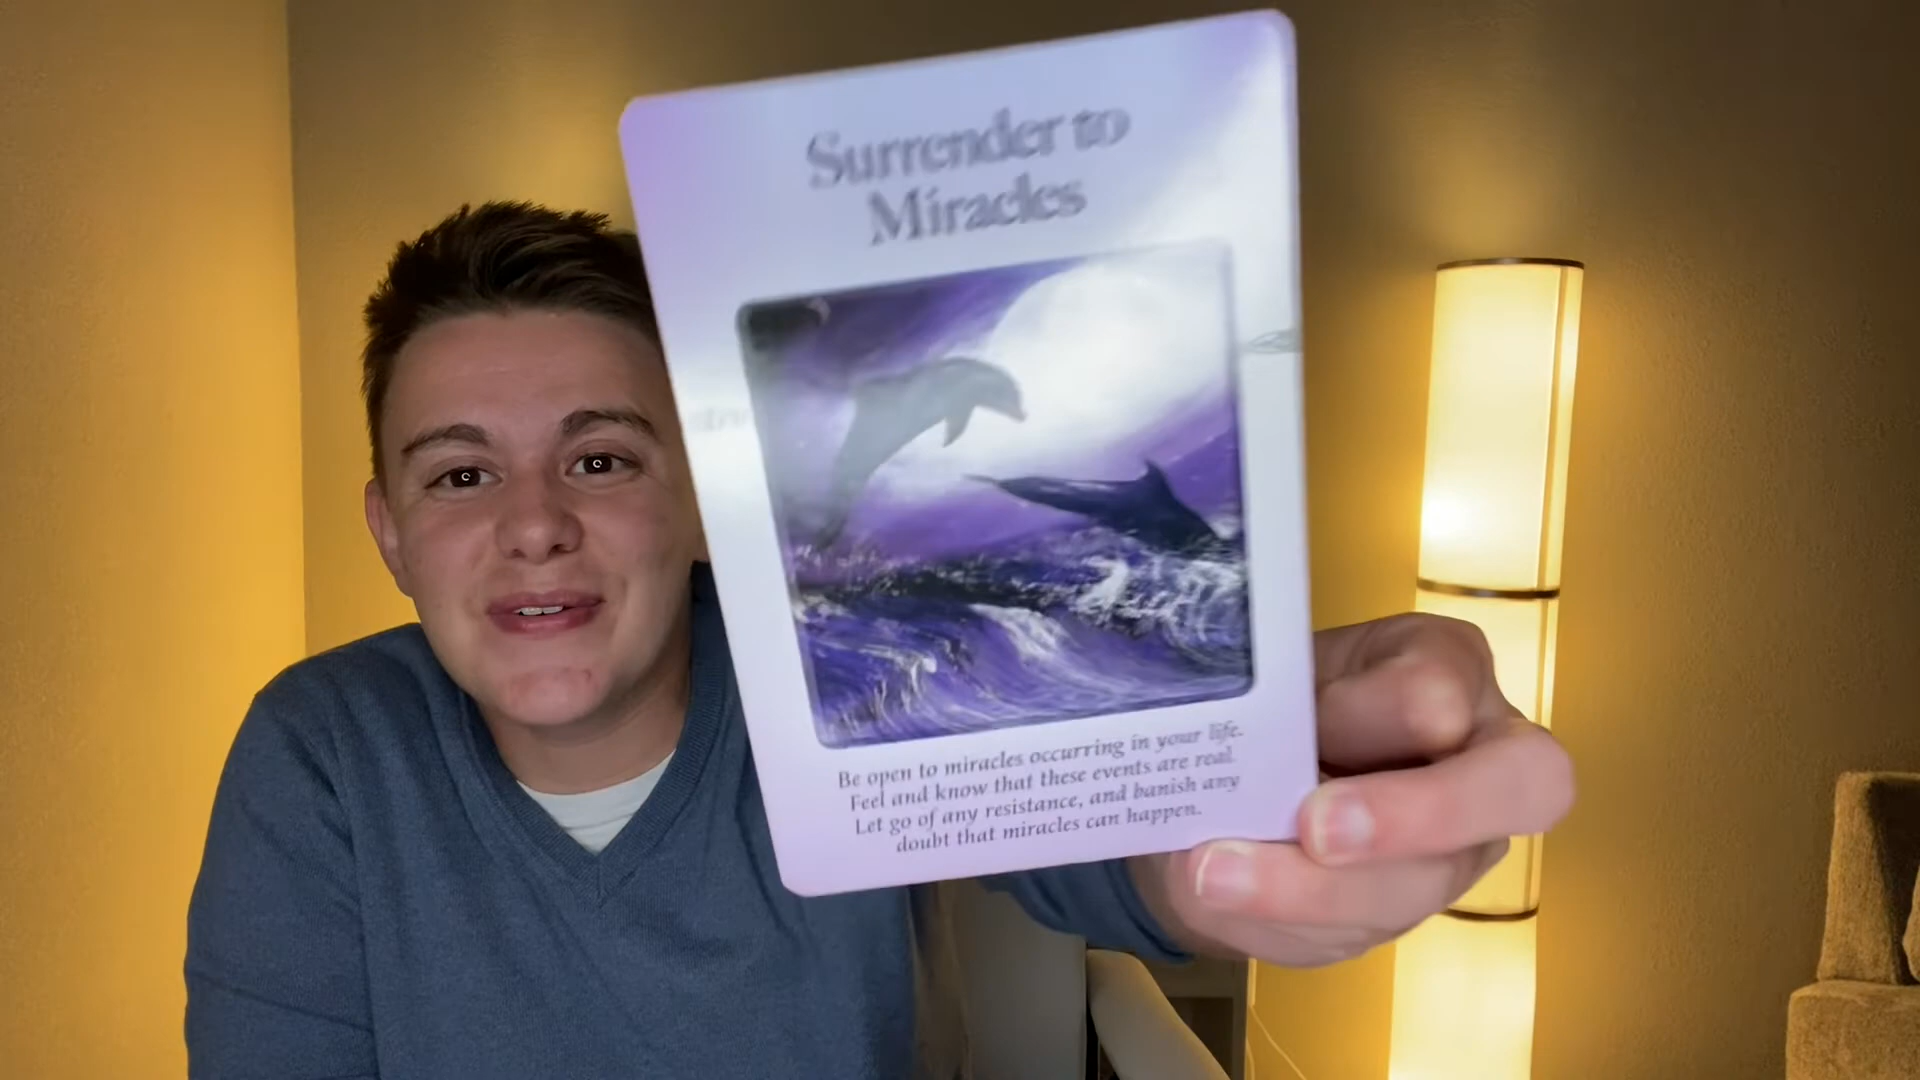 Surrender to
Miracles
Be open to miracles occurring in your life.
Feel and know that these events are real.
Let go of any resistance, and banish any
doubt that miracles can happen.